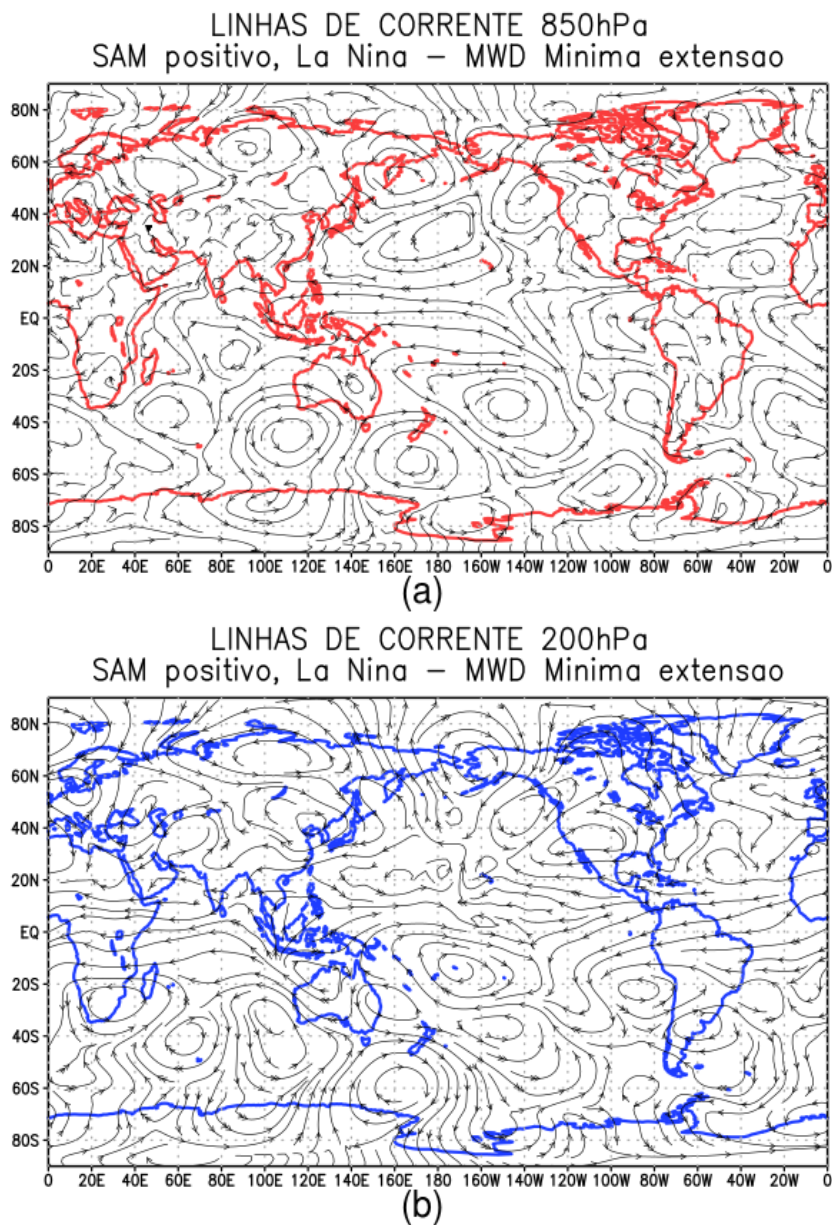 LINHAS DE CORRENTE 850hPa
SAM positivo, La Nina – MWD Minima extensao
80N
60N
40N
20N
EQ
20S
40S
60S
80S
0 20E 40E 60E 80E 100E 120E 140E 160E 180 160W 140W 120W 100W 80W 60W 40W 20W 0
(a)
LINHAS DE CORRENTE 200hPa
SAM positivo, La Nina – MWD Minima extensao
80N
60N
40N
20N
EQ
20S
40S
60S
80S
0 20E 40E 60E 80E 100E 120E 140E 160E 180 160W 140W 120W 100W 80W 60W 40W 20W 0
(b)